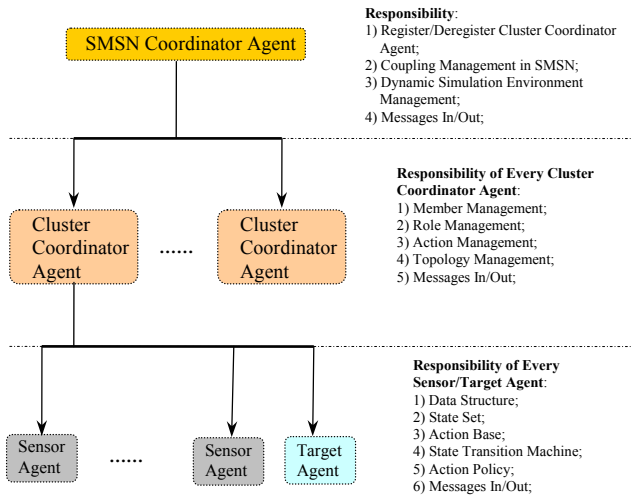 SMSN Coordinator Agent
Responsibility:
1) Register/Deregister Cluster Coordinator
Agent;
2) Coupling Management in SMSN;
3) Dynamic Simulation Environment
Management;
4) Messages In/Out;
Cluster
Coordinator
Agent
......
Cluster
Coordinator
Agent
Responsibility of Every Cluster
Coordinator Agent:
1) Member Management;
2) Role Management;
3) Action Management;
4) Topology Management;
5) Messages In/Out;
Sensor
Agent
......
Sensor
Agent
Target
Agent
Responsibility of Every
Sensor/Target Agent:
1) Data Structure;
2) State Set;
3) Action Base;
4) State Transition Machine;
5) Action Policy;
6) Messages In/Out;